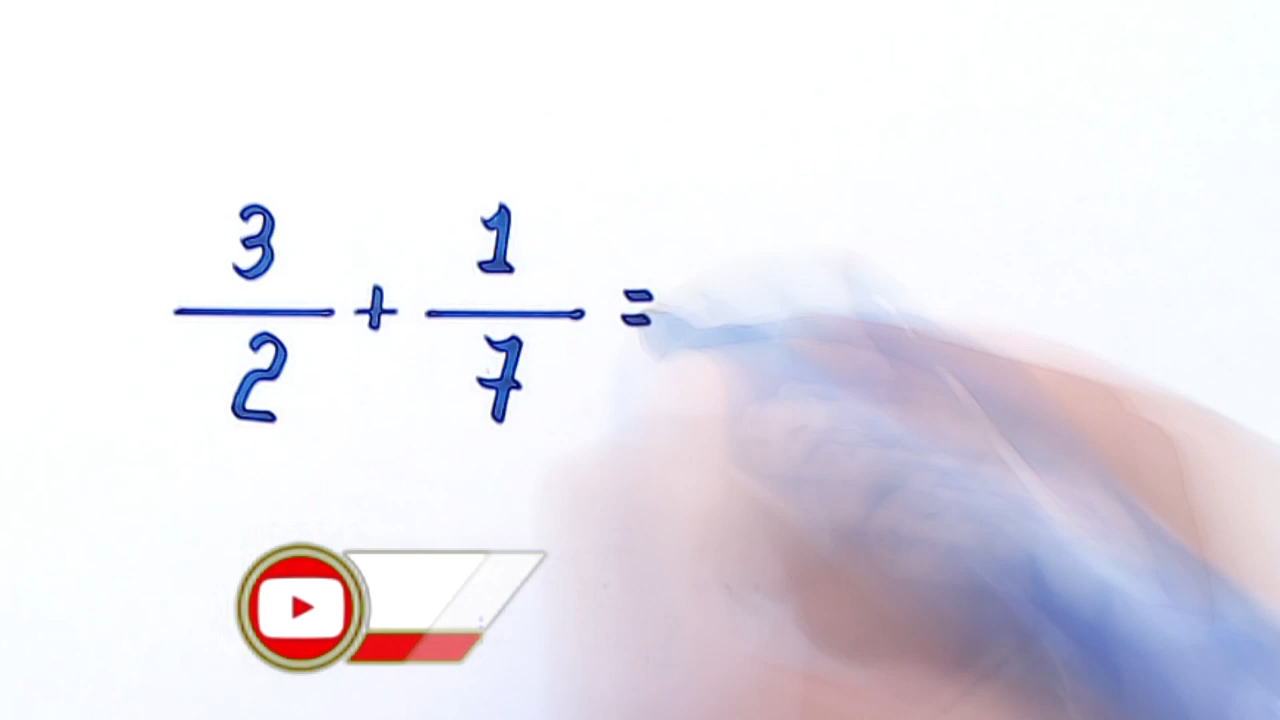 3/2 + 1/7 =